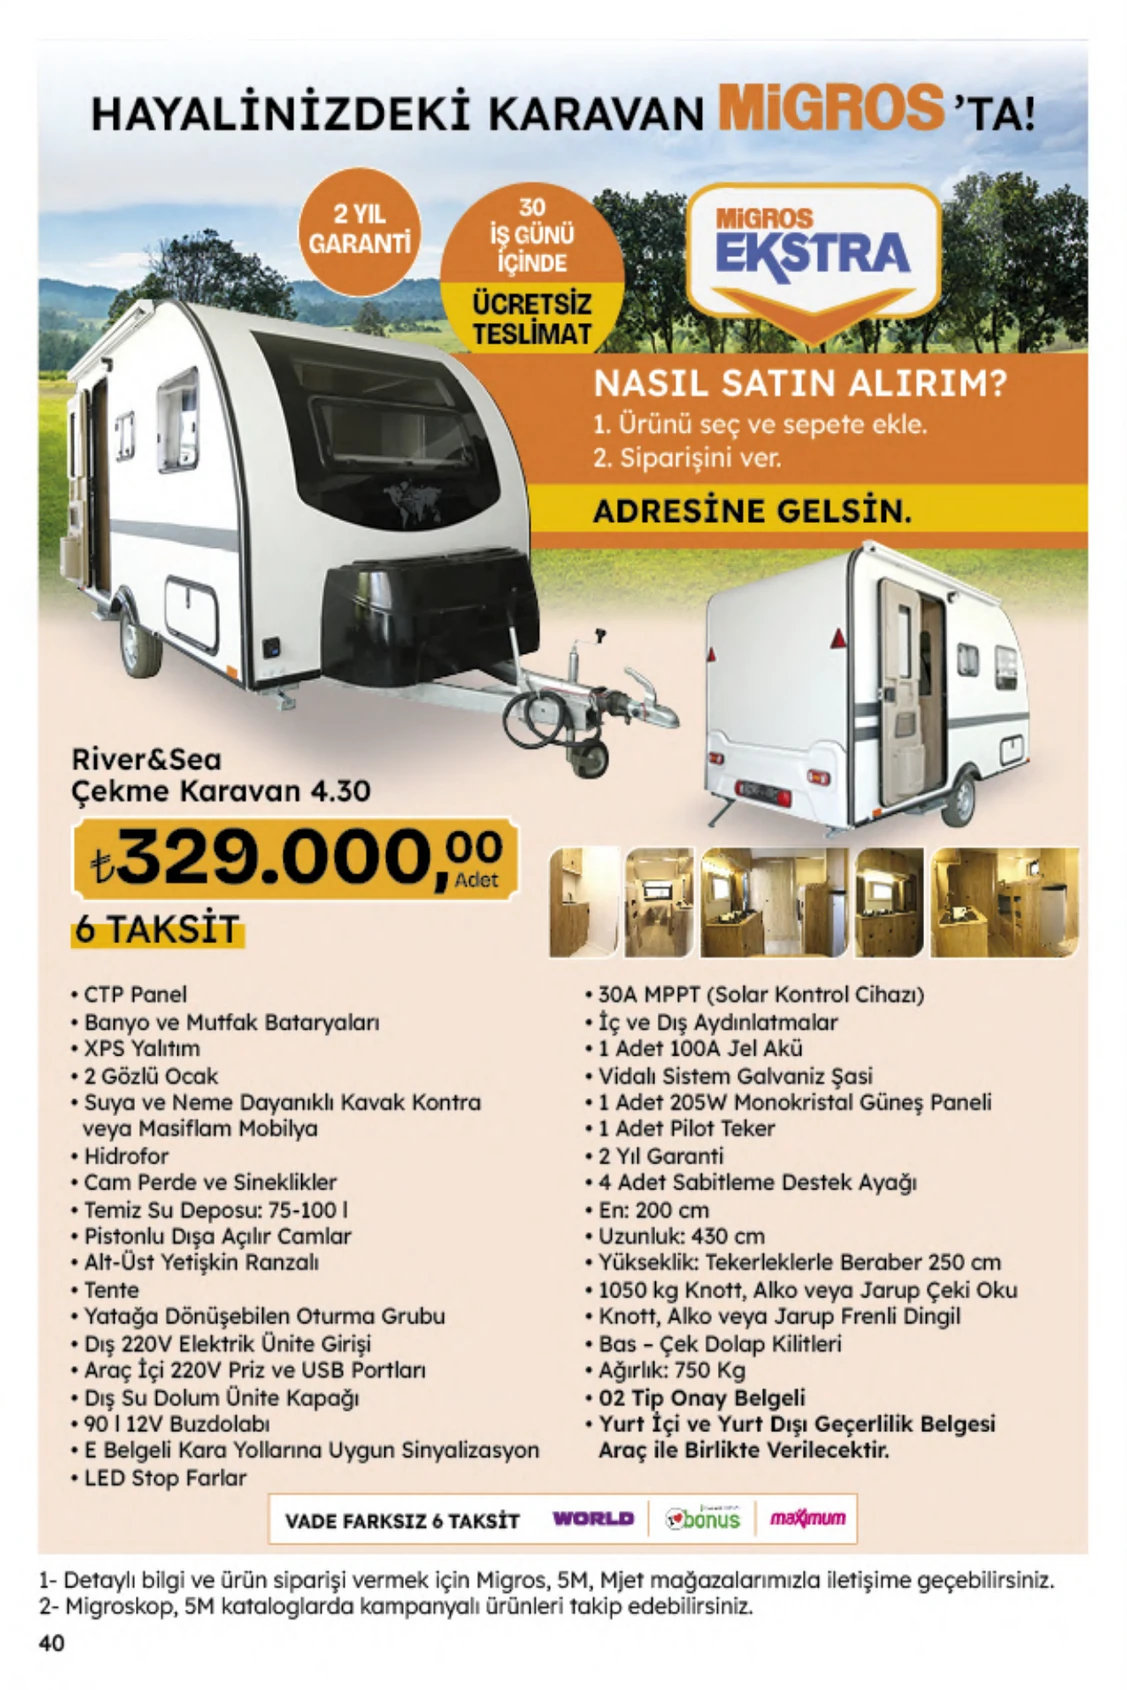 HAYALİNİZDEKİ KARAVAN MiGROS 'TA!
2 YIL
GARANTİ
30
İŞ GÜNÜ
İÇİNDE
ÜCRETSİZ
TESLİMAT
MiGROS
EKSTRA
NASIL SATIN ALIRIM?
1. Ürünü seç ve sepete ekle.
2. Siparişini ver.
ADRESİNE GELSİN.
River&Sea
Çekme Karavan 4.30
₺329.000,00
Adet
6 TAKSİT
• CTP Panel
• Banyo ve Mutfak Bataryaları
• XPS Yalıtım
• 2 Gözlü Ocak
• Suya ve Neme Dayanıklı Kavak Kontra
veya Masiflam Mobilya
• Hidrofor
• Cam Perde ve Sineklikler
• Temiz Su Deposu: 75-100 l
• Pistonlu Dışa Açılır Camlar
• Alt-Üst Yetişkin Ranzalı
• Tente
• Yatağa Dönüşebilen Oturma Grubu
• Dış 220V Elektrik Ünite Girişi
• Araç İçi 220V Priz ve USB Portları
• Dış Su Dolum Ünite Kapağı
• 90 l 12V Buzdolabı
• E Belgeli Kara Yollarına Uygun Sinyalizasyon
• LED Stop Farlar
• 30A MPPT (Solar Kontrol Cihazı)
• İç ve Dış Aydınlatmalar
• 1 Adet 100A Jel Akü
• Vidalı Sistem Galvaniz Şasi
• 1 Adet 205W Monokristal Güneş Paneli
• 1 Adet Pilot Teker
• 2 Yıl Garanti
• 4 Adet Sabitleme Destek Ayağı
• En: 200 cm
• Uzunluk: 430 cm
• Yükseklik: Tekerleklerle Beraber 250 cm
• 1050 kg Knott, Alko veya Jarup Çeki Oku
• Knott, Alko veya Jarup Frenli Dingil
• Bas – Çek Dolap Kilitleri
• Ağırlık: 750 Kg
• 02 Tip Onay Belgeli
• Yurt İçi ve Yurt Dışı Geçerlilik Belgesi
Araç ile Birlikte Verilecektir.
VADE FARKSIZ 6 TAKSİT WORLD bonus maximum
1- Detaylı bilgi ve ürün siparişi vermek için Migros, 5M, Mjet mağazalarımızla iletişime geçebilirsiniz.
2- Migroskop, 5M kataloglarda kampanyalı ürünleri takip edebilirsiniz.
40